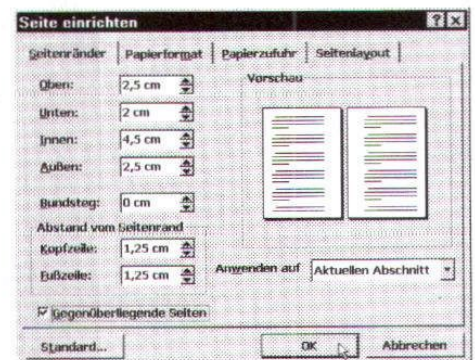 Seite einrichten
Seitenränder Papierformat Papierzufuhr Seitenlayout
Oben: 2,5 cm Vorschau
Unten: 2 cm
Innen: 4,5 cm
Außen: 2,5 cm
Bundsteg: 0 cm
Abstand vom Seitenrand
Kopfzeile: 1,25 cm
Fußzeile: 1,25 cm
Anwenden auf Aktuellen Abschnitt
Gegenüberliegende Seiten
Standard... OK Abbrechen